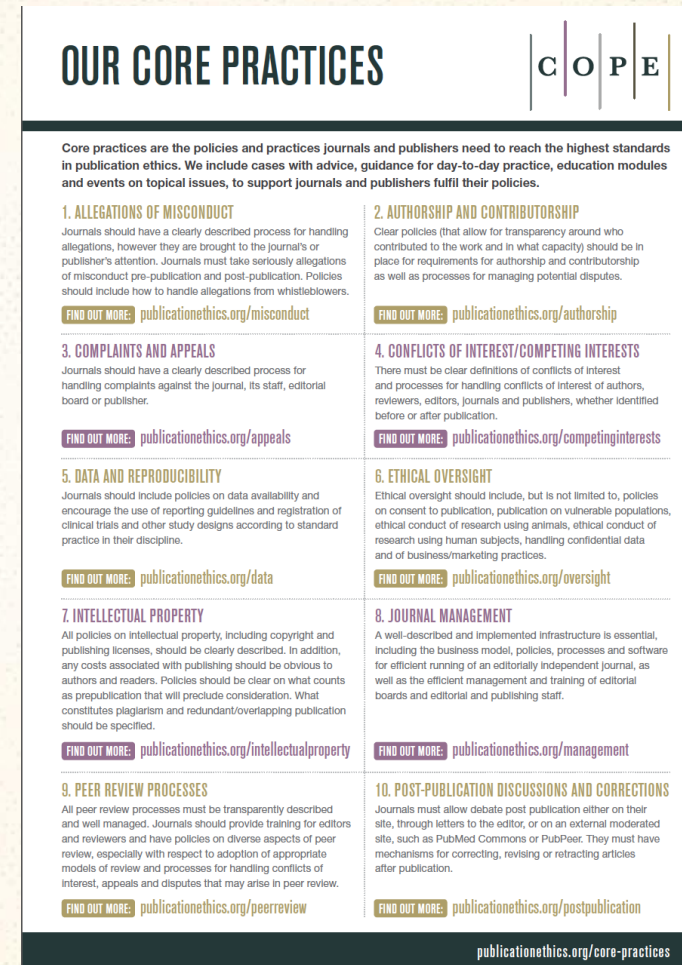 OUR CORE PRACTICES
C O P E
Core practices are the policies and practices journals and publishers need to reach the highest standards
in publication ethics. We include cases with advice, guidance for day-to-day practice, education modules
and events on topical issues, to support journals and publishers fulfil their policies.
1. ALLEGATIONS OF MISCONDUCT
Journals should have a clearly described process for handling
allegations, however they are brought to the journal's or
publisher's attention. Journals must take seriously allegations
of misconduct pre-publication and post-publication. Policies
should include how to handle allegations from whistleblowers.
FIND OUT MORE: publicationethics.org/misconduct
2. AUTHORSHIP AND CONTRIBUTORSHIP
Clear policies (that allow for transparency around who
contributed to the work and in what capacity) should be in
place for requirements for authorship and contributorship
as well as processes for managing potential disputes.
FIND OUT MORE: publicationethics.org/authorship
3. COMPLAINTS AND APPEALS
Journals should have a clearly described process for
handling complaints against the journal, its staff, editorial
board or publisher.
FIND OUT MORE: publicationethics.org/appeals
4. CONFLICTS OF INTEREST/COMPETING INTERESTS
There must be clear definitions of conflicts of interest
and processes for handling conflicts of interest of authors,
reviewers, editors, journals and publishers, whether identified
before or after publication.
FIND OUT MORE: publicationethics.org/competinginterests
5. DATA AND REPRODUCIBILITY
Journals should include policies on data availability and
encourage the use of reporting guidelines and registration of
clinical trials and other study designs according to standard
practice in their discipline.
FIND OUT MORE: publicationethics.org/data
6. ETHICAL OVERSIGHT
Ethical oversight should include, but is not limited to, policies
on consent to publication, publication on vulnerable populations,
ethical conduct of research using animals, ethical conduct of
research using human subjects, handling confidential data
and of business/marketing practices.
FIND OUT MORE: publicationethics.org/oversight
7. INTELLECTUAL PROPERTY
All policies on intellectual property, including copyright and
publishing licenses, should be clearly described. In addition,
any costs associated with publishing should be obvious to
authors and readers. Policies should be clear on what counts
as prepublication that will preclude consideration. What
constitutes plagiarism and redundant/overlapping publication
should be specified.
FIND OUT MORE: publicationethics.org/intellectualproperty
8. JOURNAL MANAGEMENT
A well-described and implemented infrastructure is essential,
including the business model, policies, processes and software
for efficient running of an editorially independent journal, as
well as the efficient management and training of editorial
boards and editorial and publishing staff.
FIND OUT MORE: publicationethics.org/management
9. PEER REVIEW PROCESSES
All peer review processes must be transparently described
and well managed. Journals should provide training for editors
and reviewers and have policies on diverse aspects of peer
review, especially with respect to adoption of appropriate
models of review and processes for handling conflicts of
interest, appeals and disputes that may arise in peer review.
FIND OUT MORE: publicationethics.org/peerreview
10. POST-PUBLICATION DISCUSSIONS AND CORRECTIONS
Journals must allow debate post publication either on their
site, through letters to the editor, or on an external moderated
site, such as PubMed Commons or PubPeer. They must have
mechanisms for correcting, revising or retracting articles
after publication.
FIND OUT MORE: publicationethics.org/postpublication
publicationethics.org/core-practices